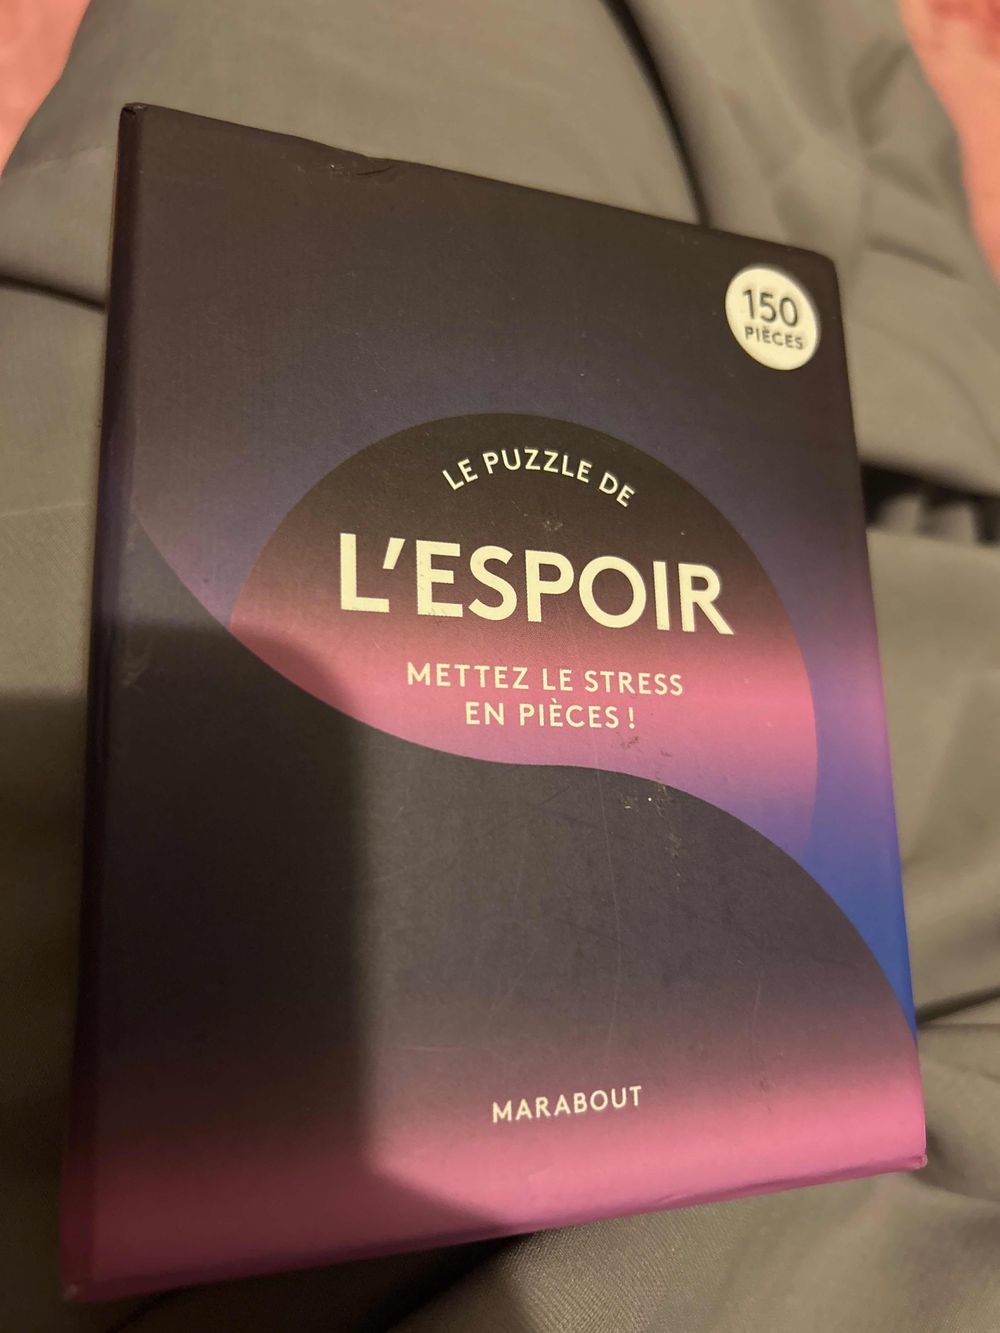 150
PIÈCES
LE PUZZLE DE
L'ESPOIR
METTEZ LE STRESS
EN PIÈCES !
MARABOUT